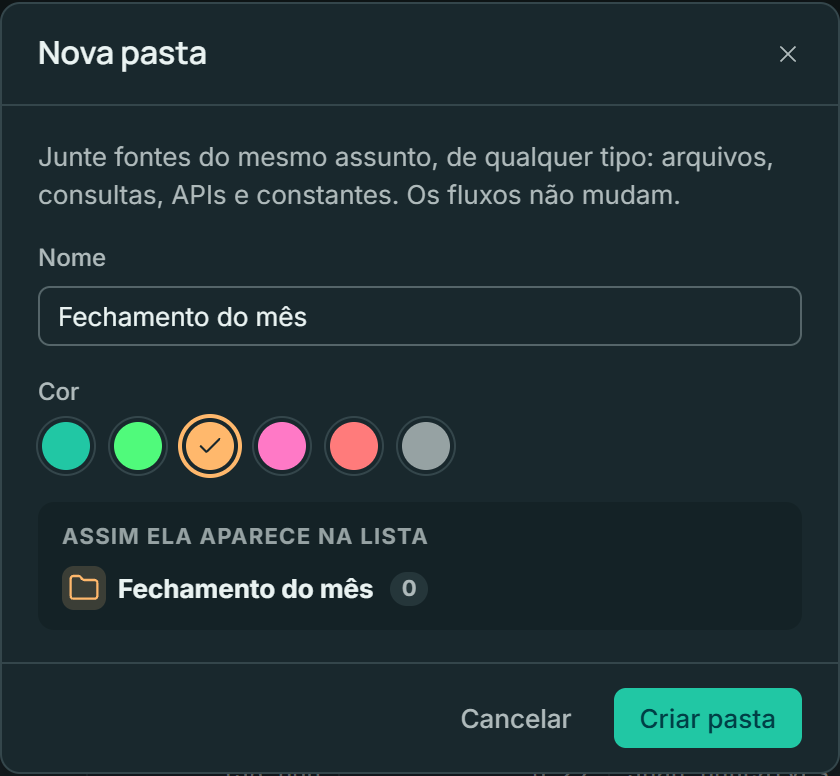 Nova pasta
Junte fontes do mesmo assunto, de qualquer tipo: arquivos,
consultas, APIs e constantes. Os fluxos não mudam.
Nome
Fechamento do mês
Cor
ASSIM ELA APARECE NA LISTA
Fechamento do mês 0
Cancelar Criar pasta